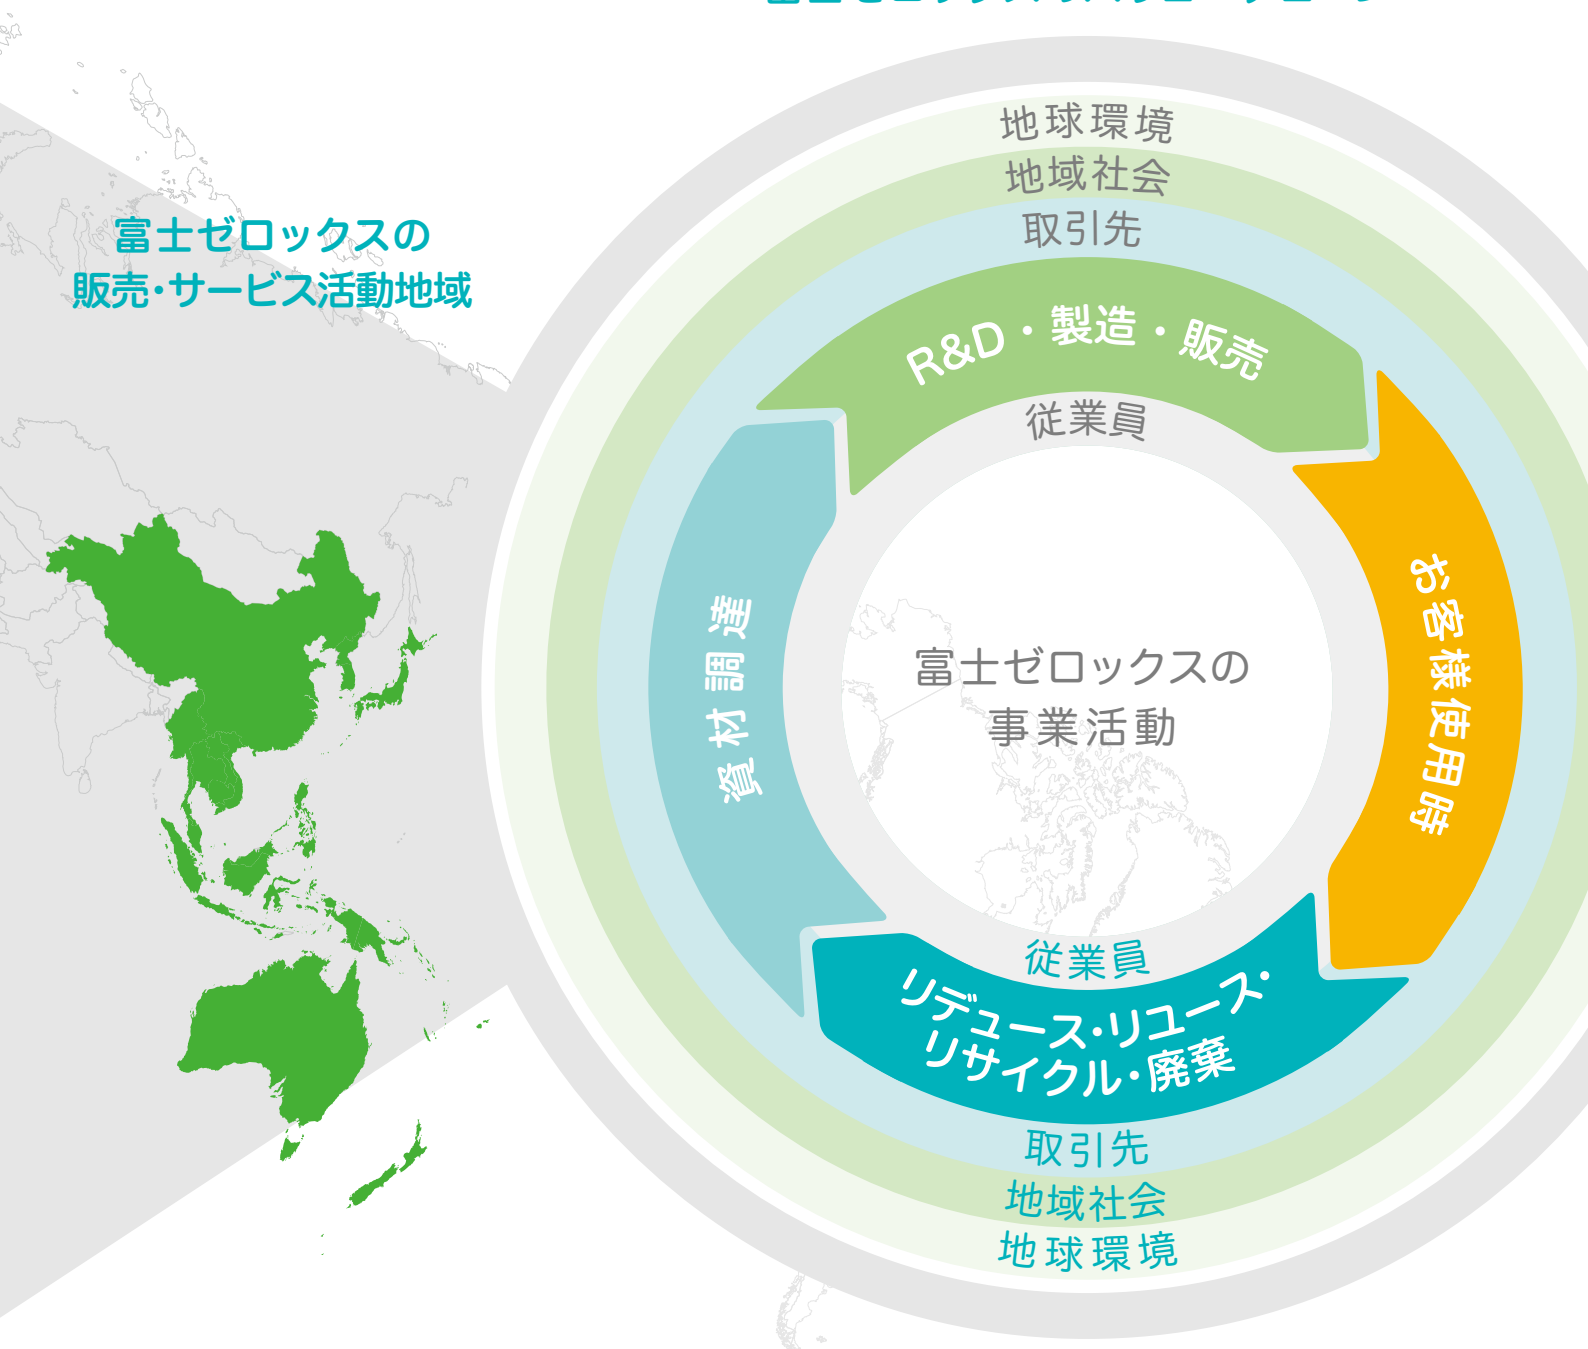 富士ゼロックスの
販売・サービス活動地域
地球環境
地域社会
取引先
R&D・製造・販売
従業員
お客様使用時
資材調達
富士ゼロックスの
事業活動
従業員
リデュース・リユース・
リサイクル・廃棄
取引先
地域社会
地球環境